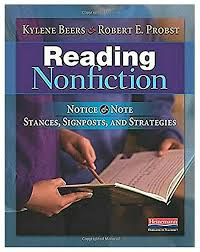 KYLENE BEERS & ROBERT E. PROBST
Reading
Nonfiction
NOTICE & NOTE
STANCES, SIGNPOSTS, AND STRATEGIES
Heinemann